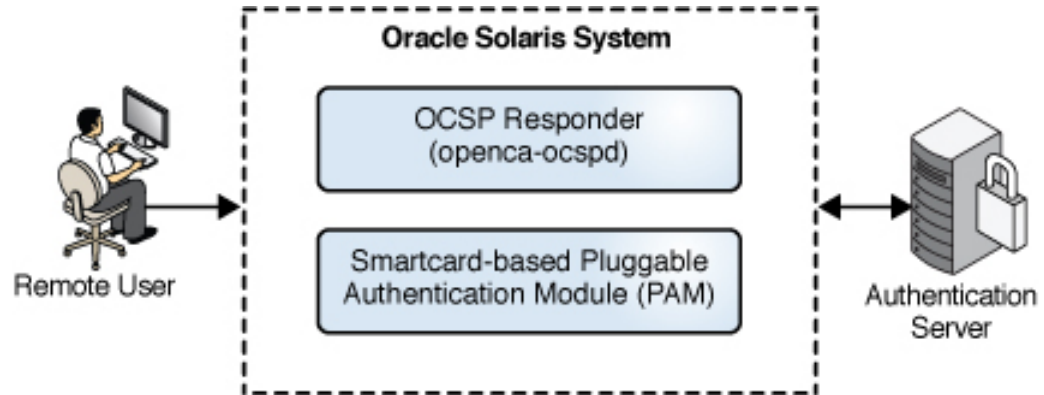 Oracle Solaris System
OCSP Responder
(openca-ocspd)
Smartcard-based Pluggable
Authentication Module (PAM)
Remote User
Authentication
Server